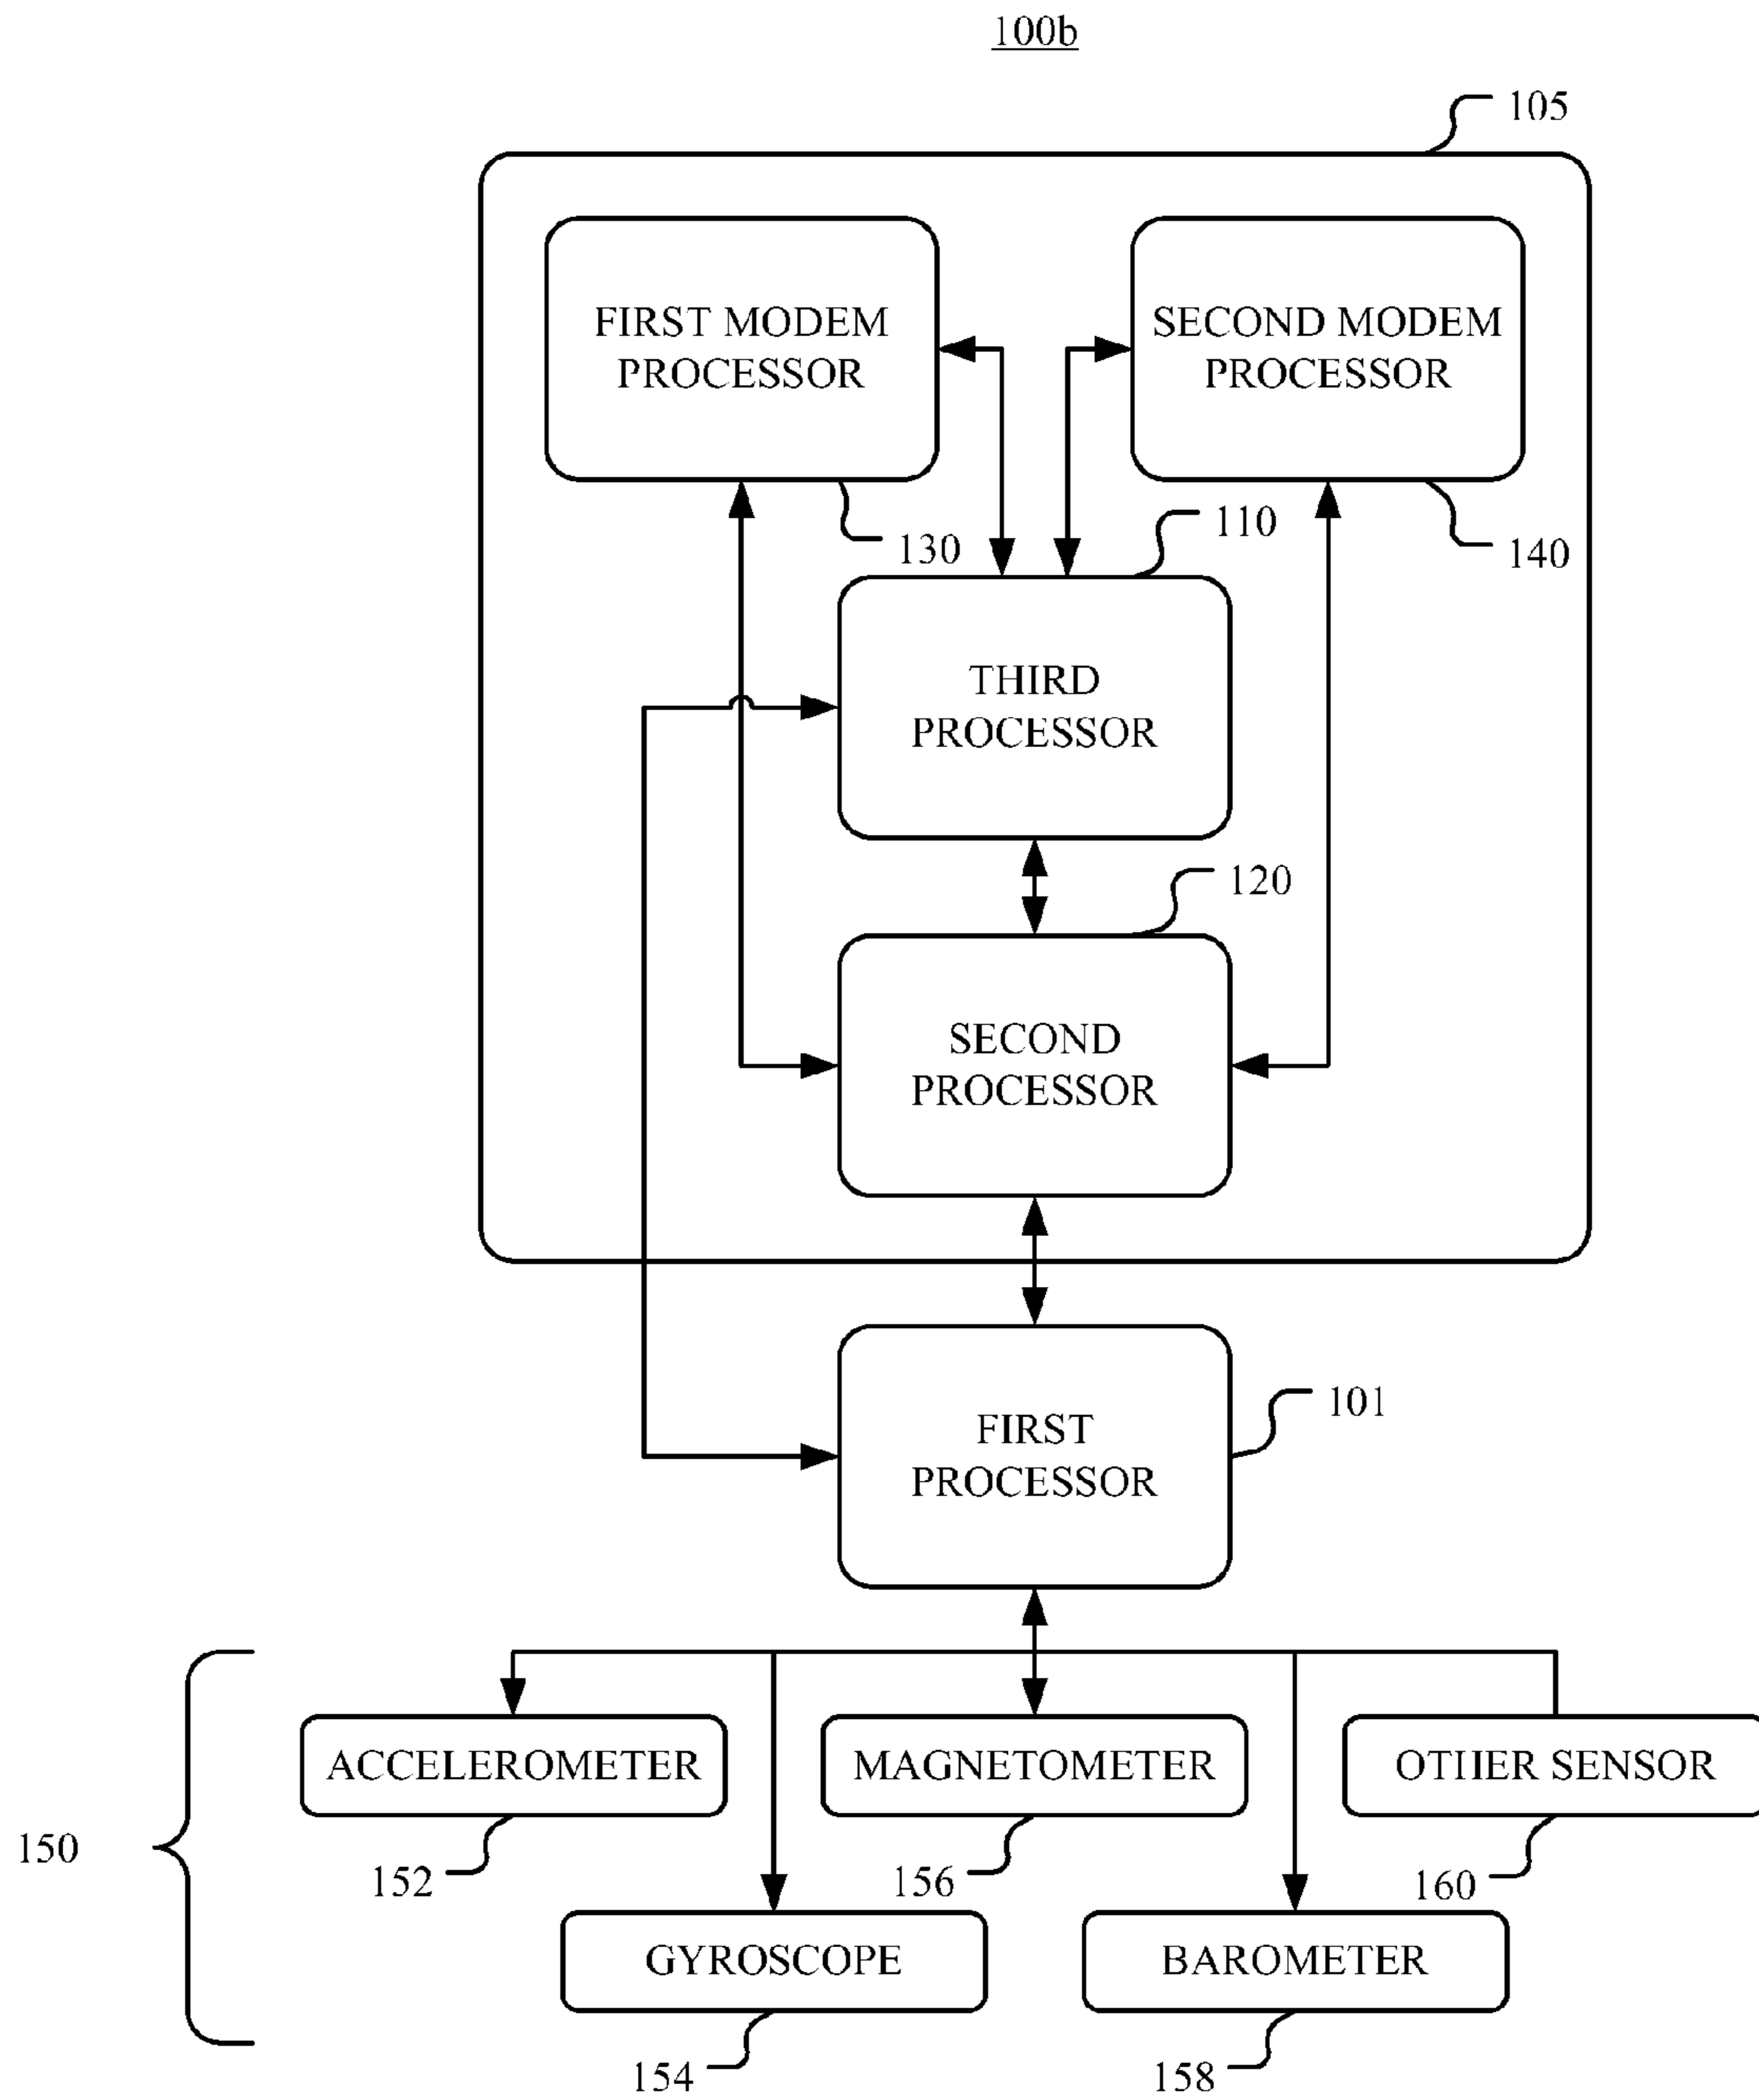 100b
105
FIRST MODEM
PROCESSOR
SECOND MODEM
PROCESSOR
130
110
140
THIRD
PROCESSOR
120
SECOND
PROCESSOR
FIRST
PROCESSOR
101
150
ACCELEROMETER
MAGNETOMETER
OTHER SENSOR
152
156
160
GYROSCOPE
BAROMETER
154
158